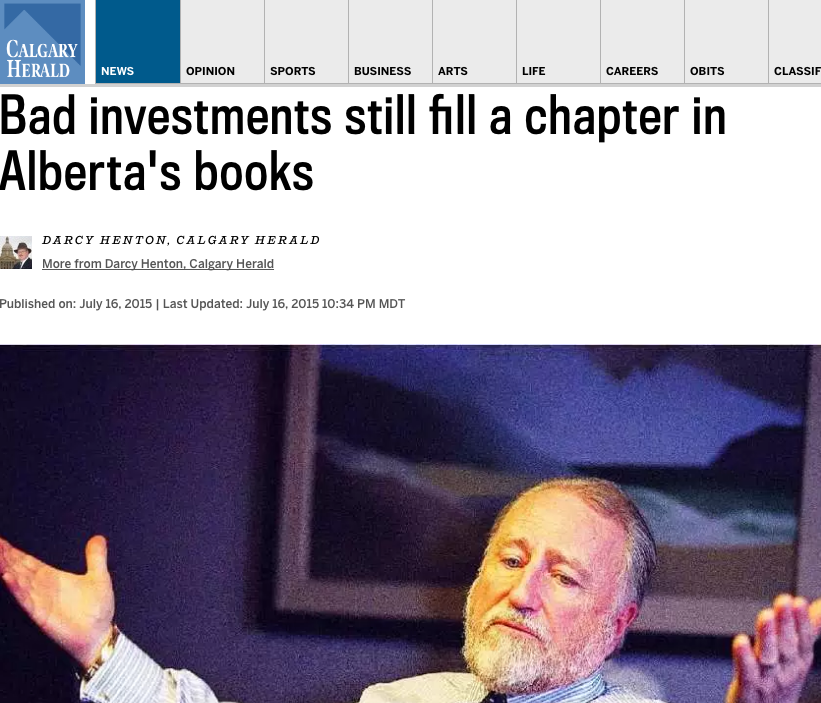 CALGARY
HERALD
NEWS
OPINION
SPORTS
BUSINESS
ARTS
LIFE
CAREERS
OBITS
CLASSIF
Bad investments still fill a chapter in
Alberta's books
DARCY HENTON, CALGARY HERALD
More from Darcy Henton, Calgary Herald
Published on: July 16, 2015 | Last Updated: July 16, 2015 10:34 PM MDT